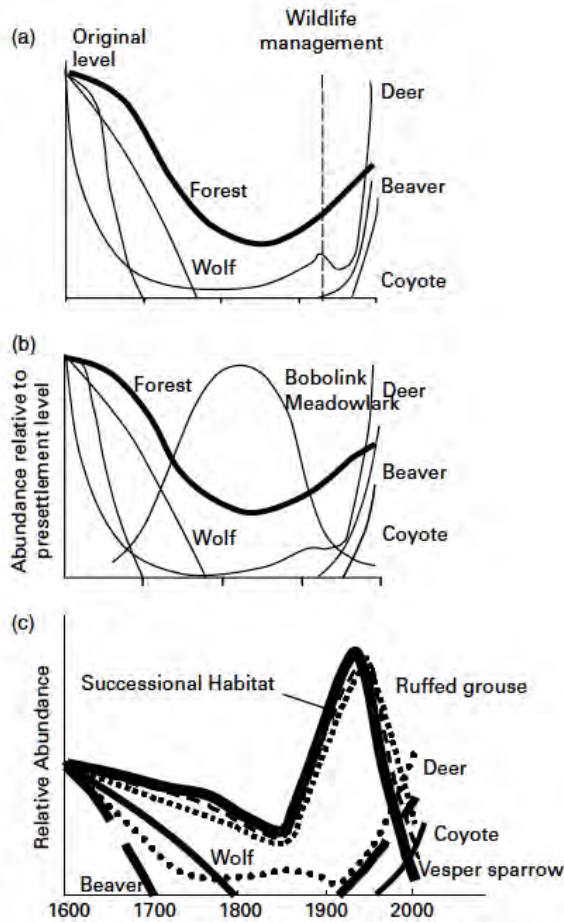 (a)
Original
level
Wildlife
management
Deer
Forest
Beaver
Wolf
Coyote
(b)
Abundance relative to
presettlement level
Forest
Bobolink
Meadowlark
Deer
Beaver
Wolf
Coyote
(c)
Relative Abundance
Successional Habitat
Ruffed grouse
Deer
Wolf
Coyote
Beaver
Vesper sparrow
1600 1700 1800 1900 2000